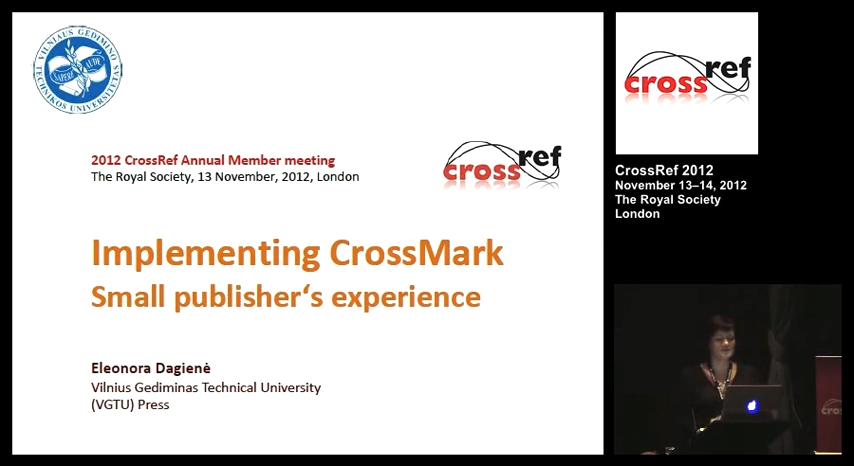 VILNIAUS GEDIMINO
TECHNIKOS UNIVERSITETAS
SAPERE AUDE
2012 CrossRef Annual Member meeting
The Royal Society, 13 November, 2012, London
crossref
Implementing CrossMark
Small publisher‘s experience
Eleonora Dagienė
Vilnius Gediminas Technical University
(VGTU) Press
crossref
CrossRef 2012
November 13–14, 2012
The Royal Society
London